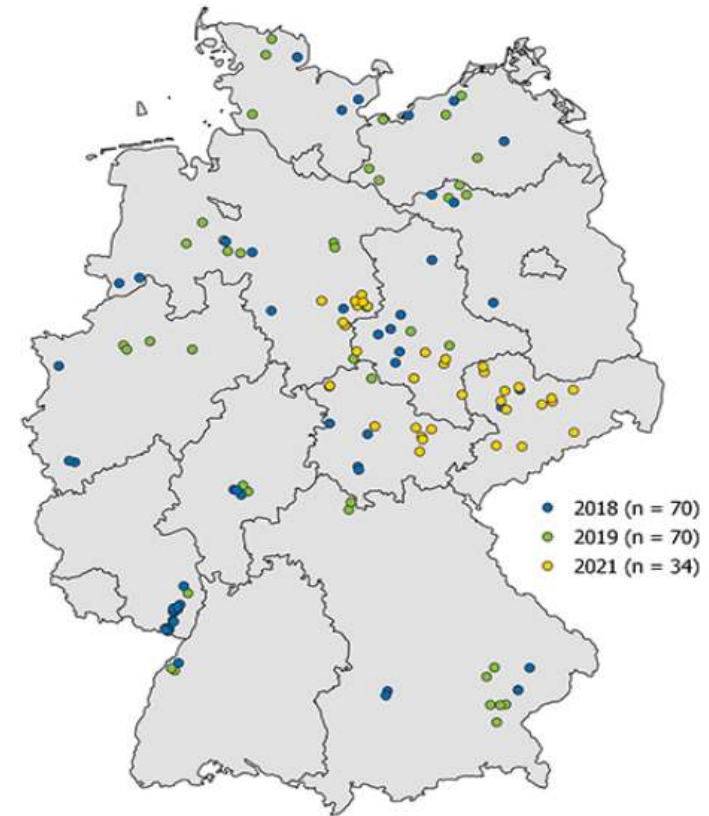 2018 (n = 70)
2019 (n = 70)
2021 (n = 34)